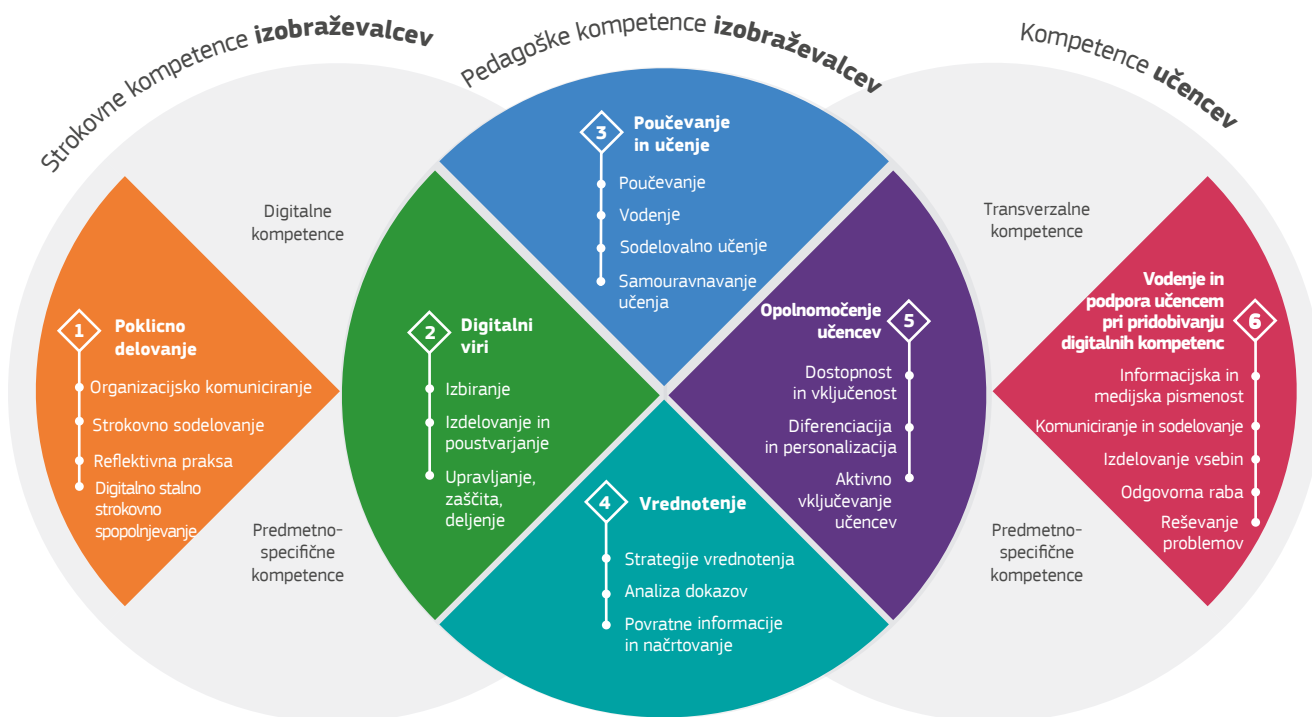 Strokovne kompetence izobraževalcev
Pedagoške kompetence izobraževalcev
Kompetence učencev
Digitalne
kompetence
Predmetno-
specifične
kompetence
1
Poklicno
delovanje
Organizacijsko komuniciranje
Strokovno sodelovanje
Reflektivna praksa
Digitalno stalno
strokovno
spopolnjevanje
2
Digitalni
viri
Izbiranje
Izdelovanje in
poustvarjanje
Upravljanje,
zaščita,
deljenje
3
Poučevanje
in učenje
Poučevanje
Vodenje
Sodelovalno učenje
Samouravnavanje
učenja
4
Vrednotenje
Strategije vrednotenja
Analiza dokazov
Povratne informacije
in načrtovanje
Opolnomočenje
učencev
5
Dostopnost
in vključenost
Diferenciacija
in personalizacija
Aktivno
vključevanje
učencev
Transverzalne
kompetence
Predmetno-
specifične
kompetence
Vodenje in
podpora učencem
pri pridobivanju
digitalnih kompetenc
6
Informacijska in
medijska pismenost
Komuniciranje in sodelovanje
Izdelovanje vsebin
Odgovorna raba
Reševanje
problemov